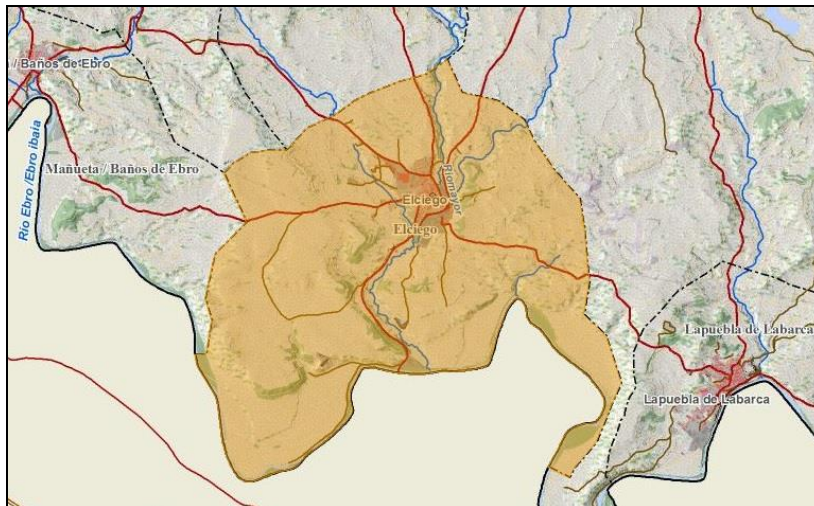 / Baños de Ebro
Río Ebro /Ebro ibaia
Mañueta / Baños de Ebro
Riomayor
Elciego
Elciego
Lapuebla de Labarca
Lapuebla de Labarca